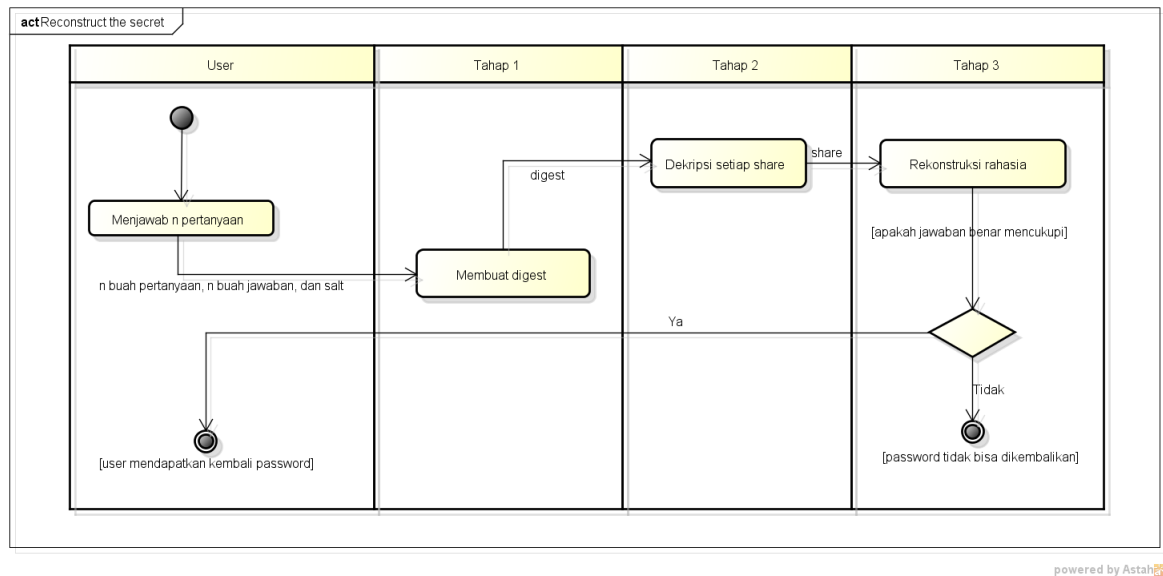 act Reconstruct the secret
User
Tahap 1
Tahap 2
Tahap 3
Menjawab n pertanyaan
n buah pertanyaan, n buah jawaban, dan salt
Membuat digest
digest
Dekripsi setiap share
share
Rekonstruksi rahasia
[apakah jawaban benar mencukupi]
Ya
Tidak
[user mendapatkan kembali password]
[password tidak bisa dikembalikan]
powered by Astah